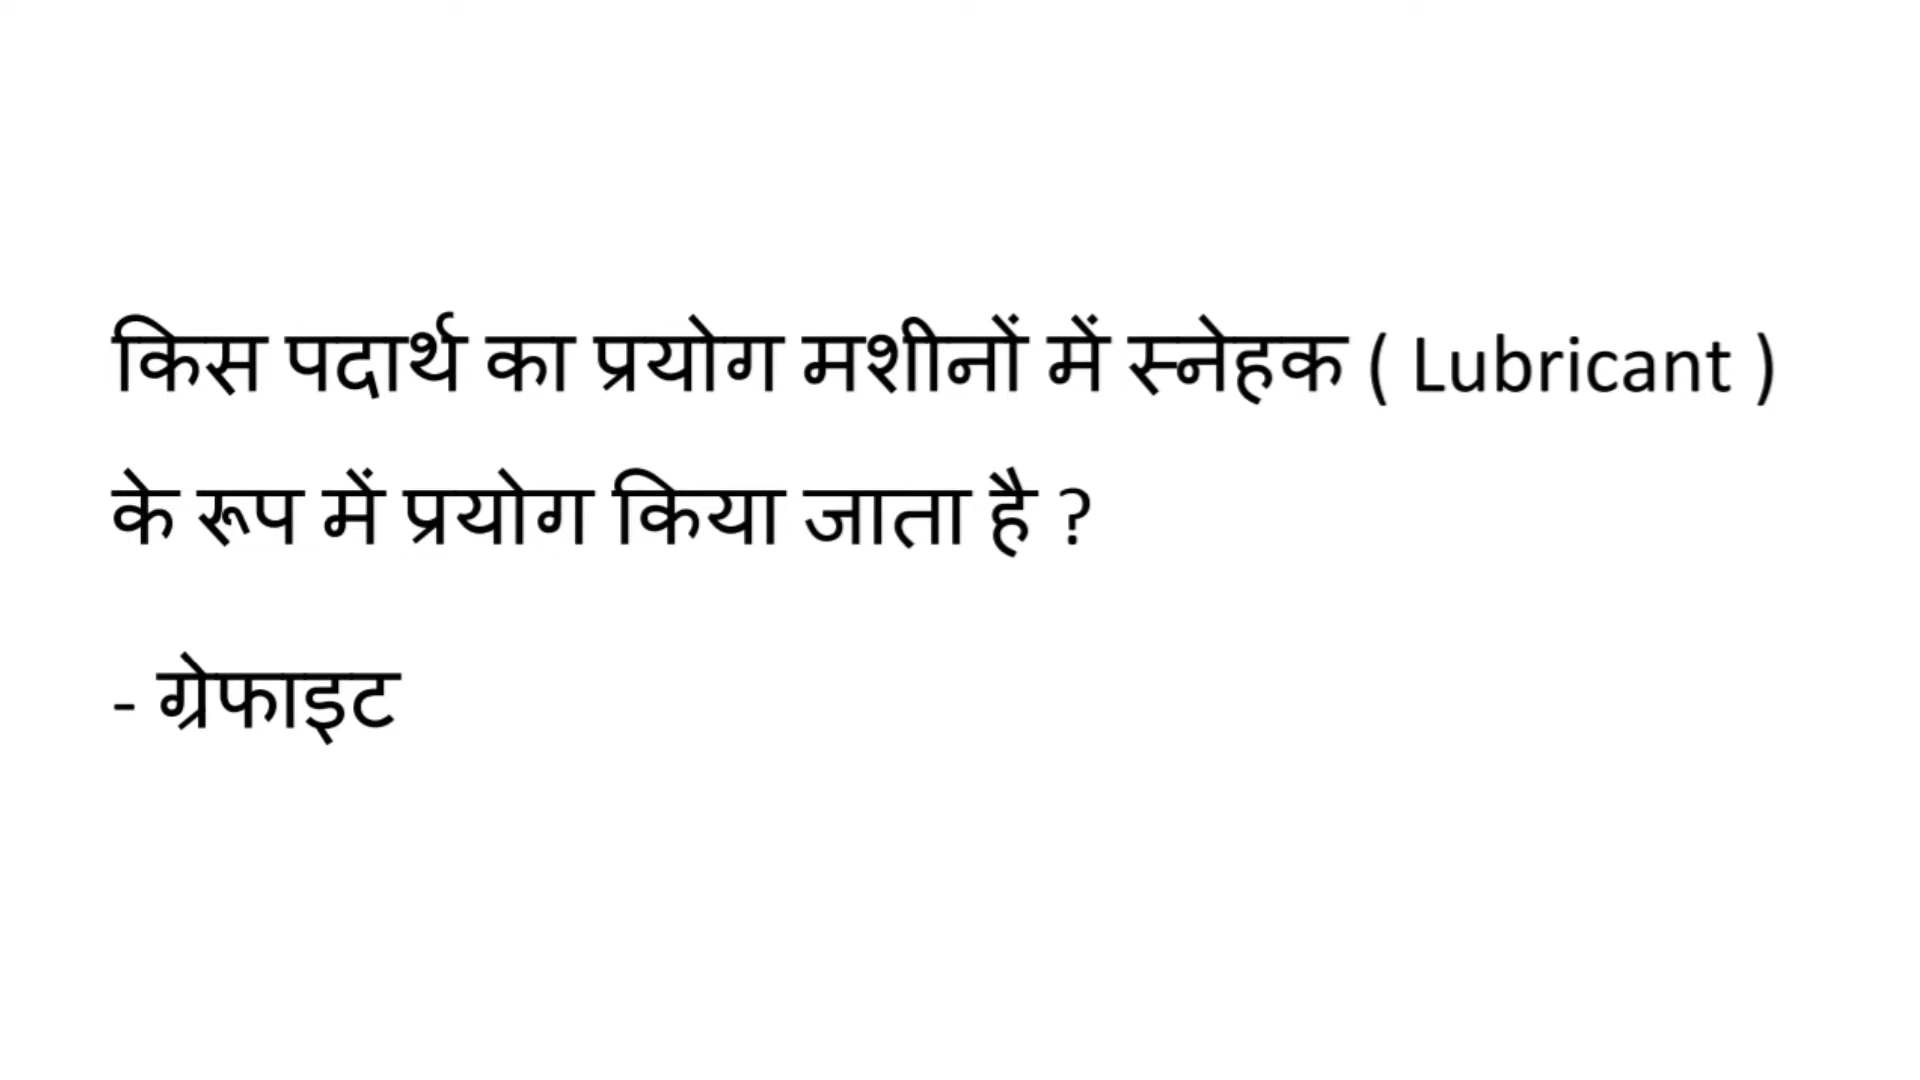 किस पदार्थ का प्रयोग मशीनों में स्नेहक ( Lubricant )
के रूप में प्रयोग किया जाता है ?
- ग्रेफाइट